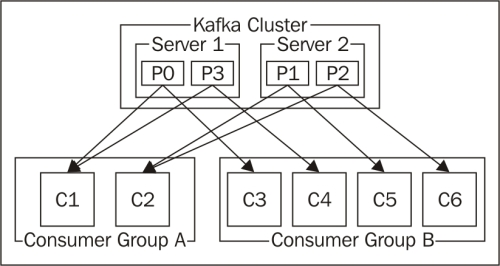 Kafka Cluster
Server 1 Server 2
P0 P3 P1 P2
C1 C2 C3 C4 C5 C6
Consumer Group A Consumer Group B